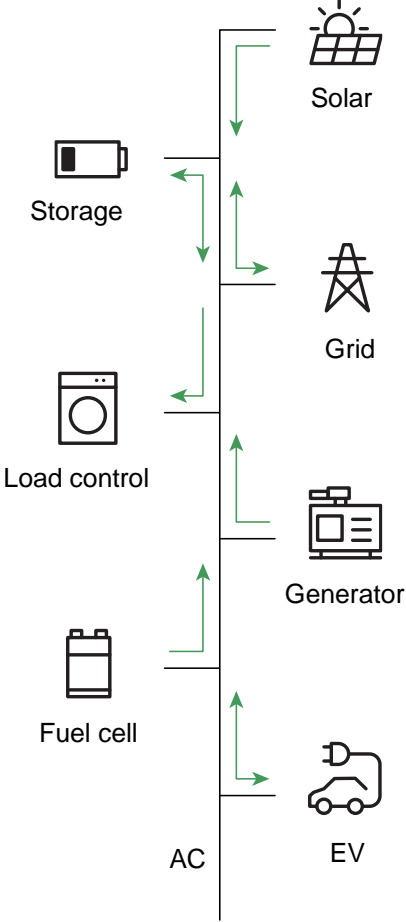 Solar
Storage
Grid
Load control
Generator
Fuel cell
EV
AC